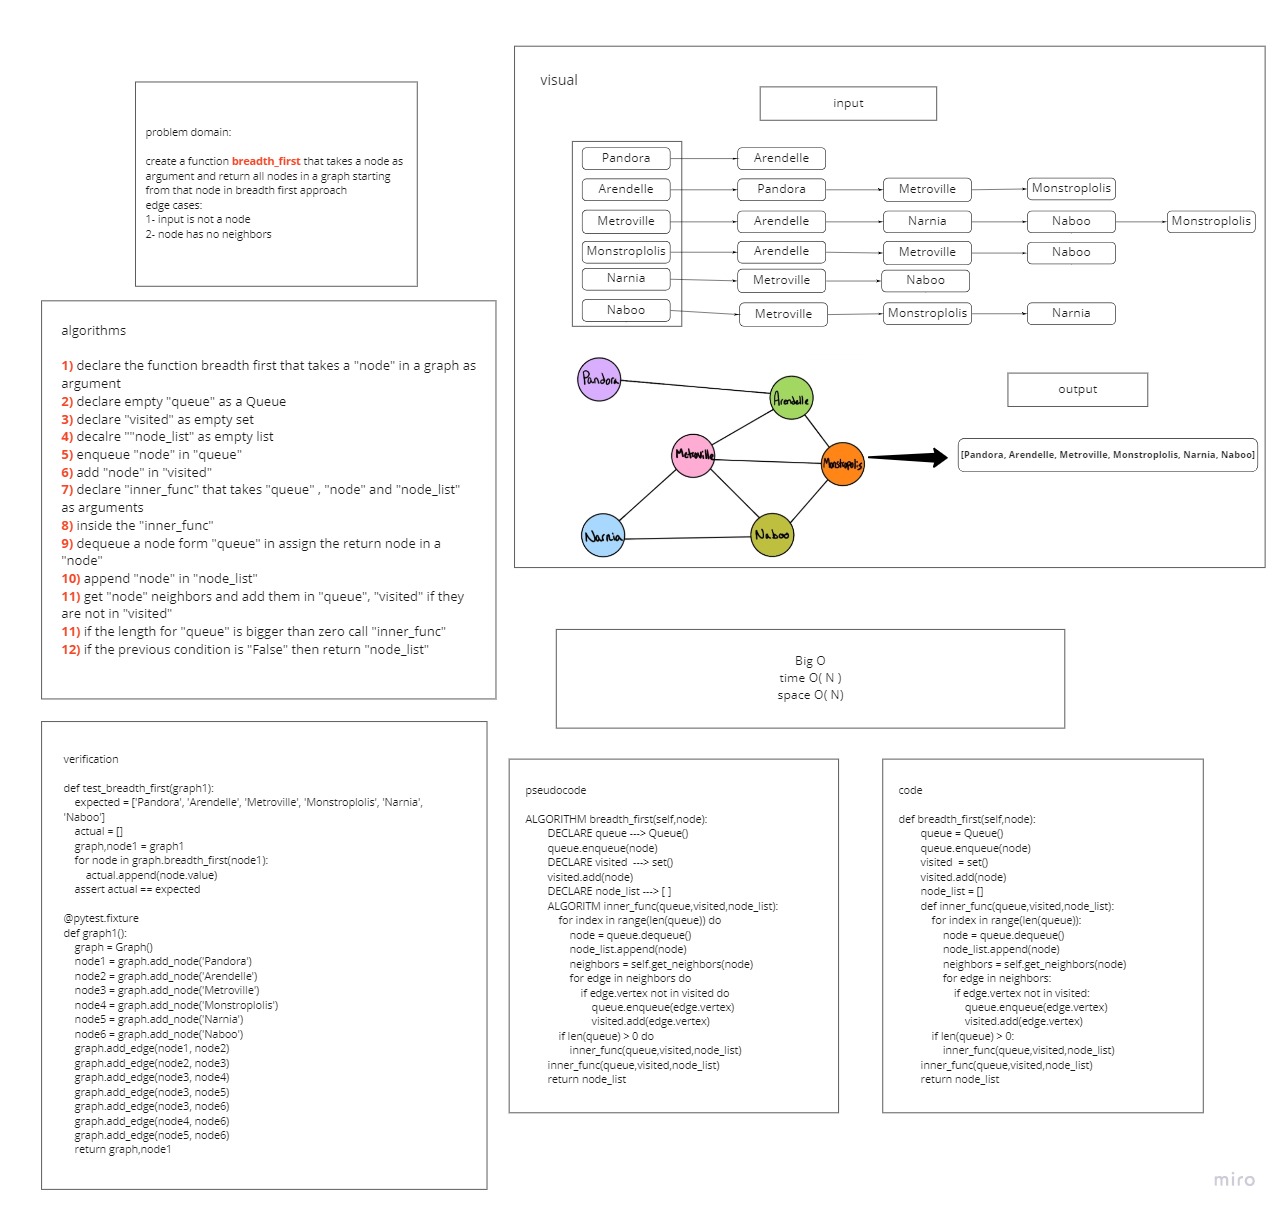 problem domain:
create a function breadth_first that takes a node as
argument and return all nodes in a graph starting
from that node in breadth first approach
edge cases:
1- input is not a node
2- node has no neighbors
visual
input
Pandora Arendelle
Arendelle Pandora Metroville Monstroplolis
Metroville Arendelle Narnia Naboo Monstroplolis
Monstroplolis Arendelle Metroville Naboo
Narnia Metroville Naboo
Naboo Metroville Monstroplolis Narnia
Pandora
Arendelle
Metroville
Monstropolis
Narnia
Naboo
output
[Pandora, Arendelle, Metroville, Monstroplolis, Narnia, Naboo]
algorithms
1) declare the function breadth first that takes a "node" in a graph as
argument
2) declare empty "queue" as a Queue
3) declare "visited" as empty set
4) decalre ""node_list" as empty list
5) enqueue "node" in "queue"
6) add "node" in "visited"
7) declare "inner_func" that takes "queue" , "node" and "node_list"
as arguments
8) inside the "inner_func"
9) dequeue a node form "queue" in assign the return node in a
"node"
10) append "node" in "node_list"
11) get "node" neighbors and add them in "queue", "visited" if they
are not in "visited"
11) if the length for "queue" is bigger than zero call "inner_func"
12) if the previous condition is "False" then return "node_list"
Big O
time O( N )
space O( N)
verification
def test_breadth_first(graph1):
expected = ['Pandora', 'Arendelle', 'Metroville', 'Monstroplolis', 'Narnia',
'Naboo']
actual = []
graph,node1 = graph1
for node in graph.breadth_first(node1):
actual.append(node.value)
assert actual == expected
@pytest.fixture
def graph1():
graph = Graph()
node1 = graph.add_node('Pandora')
node2 = graph.add_node('Arendelle')
node3 = graph.add_node('Metroville')
node4 = graph.add_node('Monstroplolis')
node5 = graph.add_node('Narnia')
node6 = graph.add_node('Naboo')
graph.add_edge(node1, node2)
graph.add_edge(node2, node3)
graph.add_edge(node3, node4)
graph.add_edge(node3, node5)
graph.add_edge(node3, node6)
graph.add_edge(node4, node6)
graph.add_edge(node5, node6)
return graph,node1
pseudocode
ALGORITHM breadth_first(self,node):
DECLARE queue ---> Queue()
queue.enqueue(node)
DECLARE visited ---> set()
visited.add(node)
DECLARE node_list ---> [ ]
ALGORITM inner_func(queue,visited,node_list):
for index in range(len(queue)) do
node = queue.dequeue()
node_list.append(node)
neighbors = self.get_neighbors(node)
for edge in neighbors do
if edge.vertex not in visited do
queue.enqueue(edge.vertex)
visited.add(edge.vertex)
if len(queue) > 0 do
inner_func(queue,visited,node_list)
inner_func(queue,visited,node_list)
return node_list
code
def breadth_first(self,node):
queue = Queue()
queue.enqueue(node)
visited = set()
visited.add(node)
node_list = []
def inner_func(queue,visited,node_list):
for index in range(len(queue)):
node = queue.dequeue()
node_list.append(node)
neighbors = self.get_neighbors(node)
for edge in neighbors:
if edge.vertex not in visited:
queue.enqueue(edge.vertex)
visited.add(edge.vertex)
if len(queue) > 0:
inner_func(queue,visited,node_list)
inner_func(queue,visited,node_list)
return node_list
miro